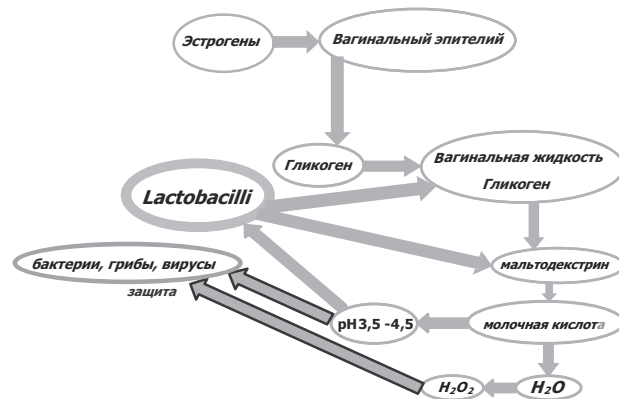 Эстрогены
Вагинальный эпителий
Гликоген
Вагинальная жидкость
Гликоген
Lactobacilli
бактерии, грибы, вирусы
защита
мальтодекстрин
pH3,5 -4,5
молочная кислота
H₂O₂
H₂O